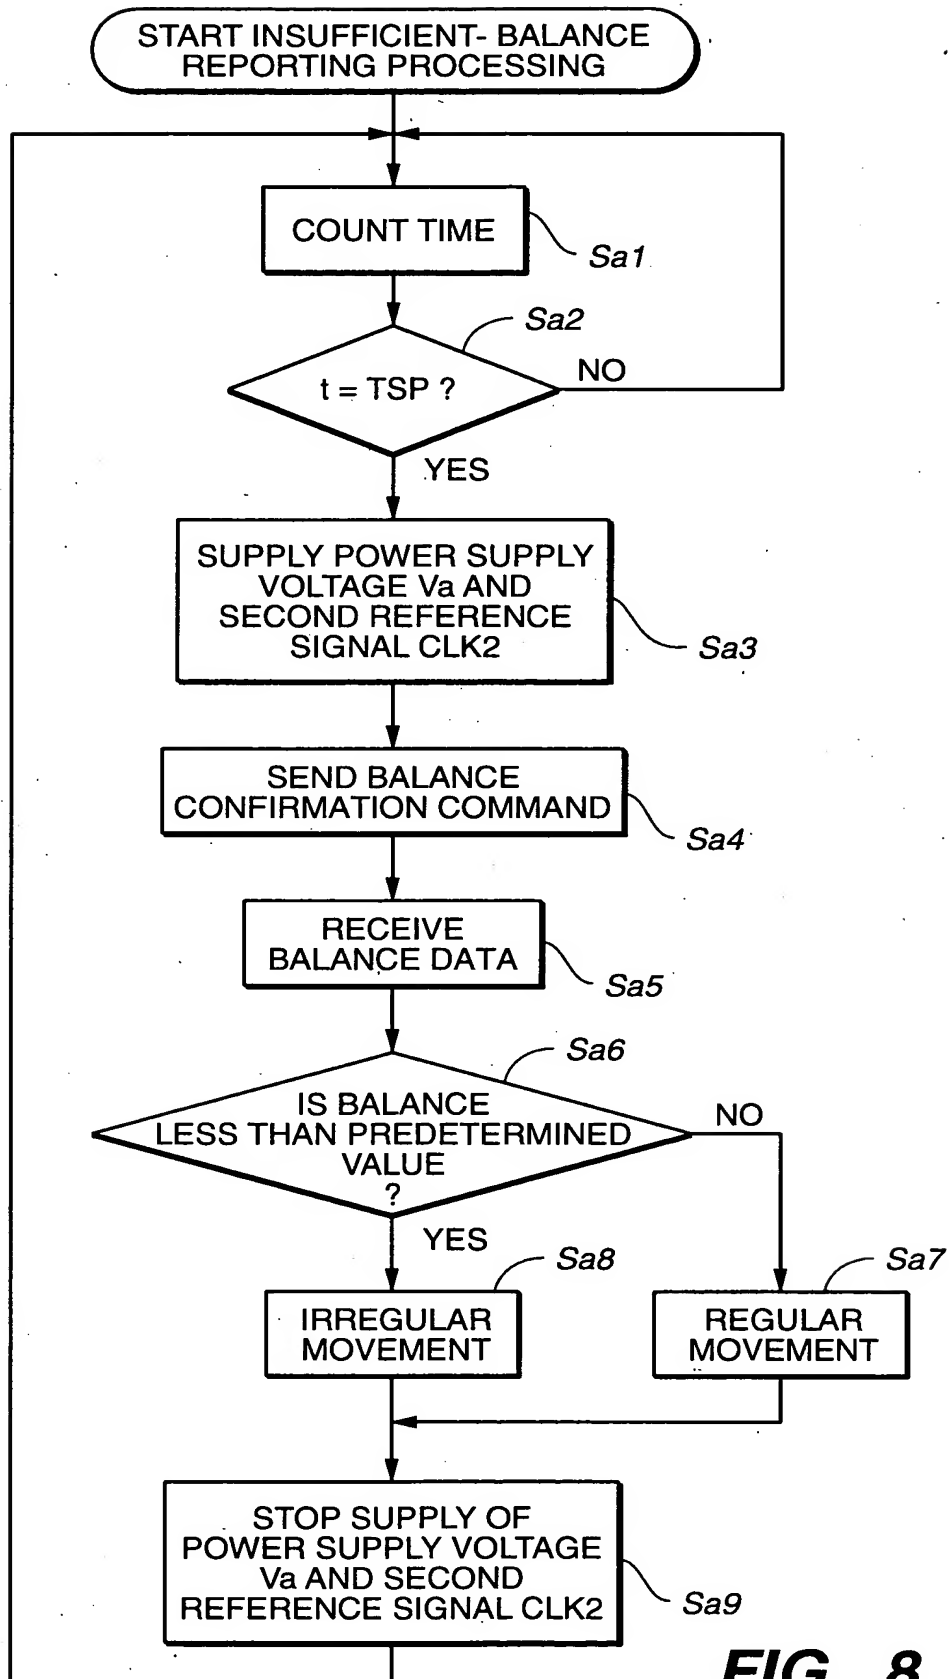 START INSUFFICIENT- BALANCE
REPORTING PROCESSING
COUNT TIME
Sa1
Sa2
t = TSP ?
NO
YES
SUPPLY POWER SUPPLY
VOLTAGE Va AND
SECOND REFERENCE
SIGNAL CLK2
Sa3
SEND BALANCE
CONFIRMATION COMMAND
Sa4
RECEIVE
BALANCE DATA
Sa5
Sa6
IS BALANCE
LESS THAN PREDETERMINED
VALUE
?
NO
YES
Sa8
Sa7
IRREGULAR
MOVEMENT
REGULAR
MOVEMENT
STOP SUPPLY OF
POWER SUPPLY VOLTAGE
Va AND SECOND
REFERENCE SIGNAL CLK2
Sa9
FIG._8